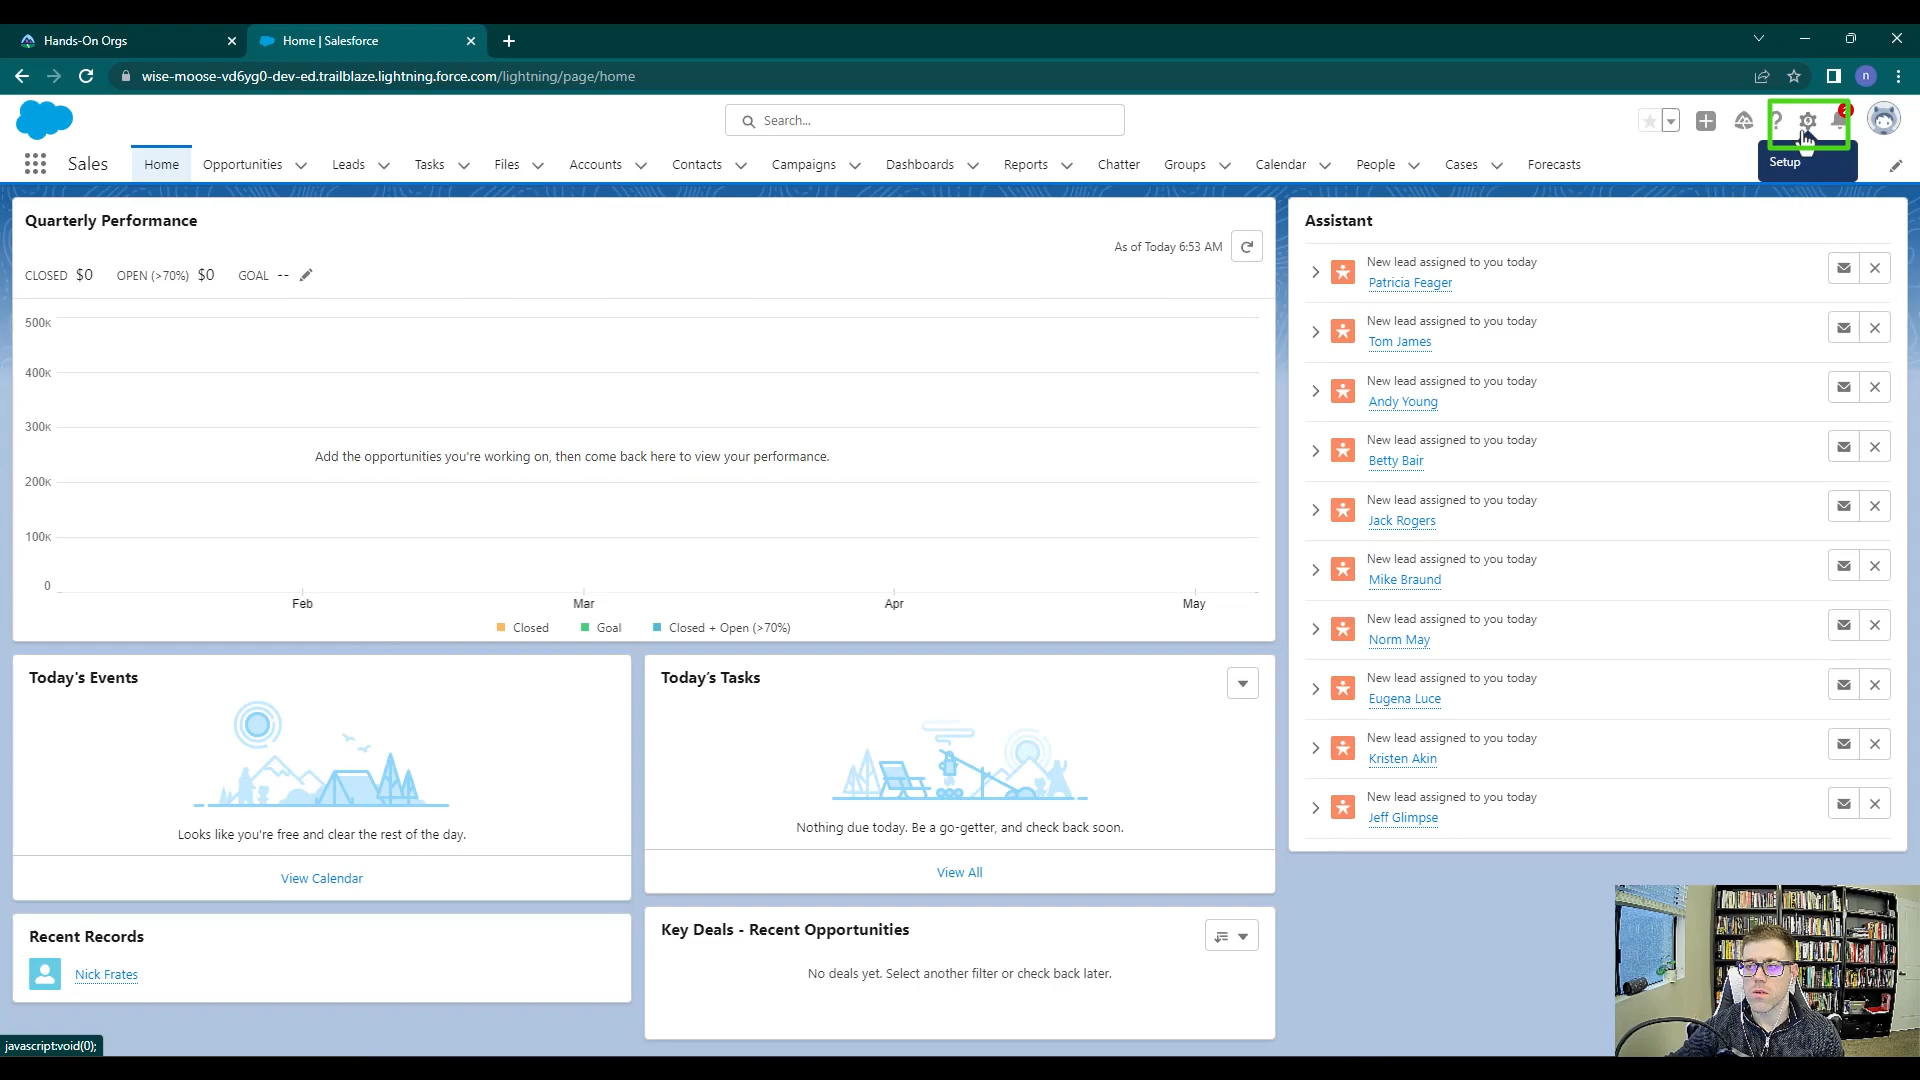 Hands-On Orgs
Home | Salesforce
wise-moose-vd6yg0-dev-ed.trailblaze.lightning.force.com/lightning/page/home
n
Search...
Setup
Sales
Home
Opportunities
Leads
Tasks
Files
Accounts
Contacts
Campaigns
Dashboards
Reports
Chatter
Groups
Calendar
People
Cases
Forecasts
Quarterly Performance
As of Today 6:53 AM
CLOSED $0 OPEN (>70%) $0 GOAL --
500K
400K
300K
200K
100K
0
Add the opportunities you're working on, then come back here to view your performance.
Feb
Mar
Apr
May
Closed
Goal
Closed + Open (>70%)
Today's Events
Looks like you're free and clear the rest of the day.
View Calendar
Today's Tasks
Nothing due today. Be a go-getter, and check back soon.
View All
Recent Records
Nick Frates
Key Deals - Recent Opportunities
No deals yet. Select another filter or check back later.
Assistant
New lead assigned to you today
Patricia Feager
New lead assigned to you today
Tom James
New lead assigned to you today
Andy Young
New lead assigned to you today
Betty Bair
New lead assigned to you today
Jack Rogers
New lead assigned to you today
Mike Braund
New lead assigned to you today
Norm May
New lead assigned to you today
Eugena Luce
New lead assigned to you today
Kristen Akin
New lead assigned to you today
Jeff Glimpse
javascript:void(0);